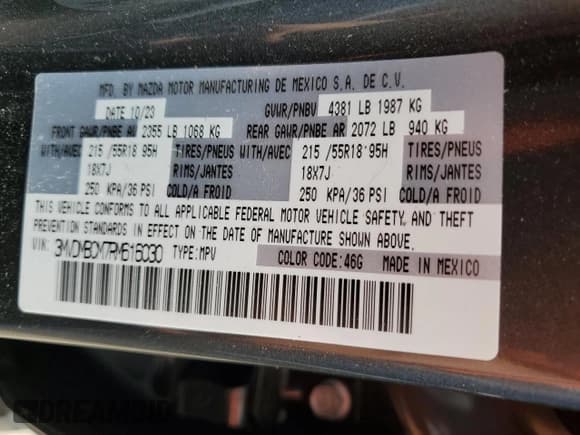 MFD. BY MAZDA MOTOR MANUFACTURING DE MEXICO S.A. DE C.V.
DATE 10/23 GVWR/PNBV 4381 LB 1987 KG
FRONT GAWR/PNBE AV 2355 LB 1068 KG REAR GAWR/PNBE AR 2072 LB 940 KG
WITH/AVEC 215 /55R18 95H TIRES/PNEUS WITH/AVEC 215 /55R18 95H TIRES/PNEUS
18X7J RIMS/JANTES 18X7J RIMS/JANTES
250 KPA/36 PSI COLD/A FROID 250 KPA/36 PSI COLD/A FROID
THIS VEHICLE CONFORMS TO ALL APPLICABLE FEDERAL MOTOR VEHICLE SAFETY, AND THEFT
PREVENTION STANDARDS IN EFFECT ON THE DATE OF MANUFACTURE SHOWN ABOVE.
VIN: 3MVDMBCM7RM616030 TYPE:MPV COLOR CODE:46G MADE IN MEXICO
DREAMBID